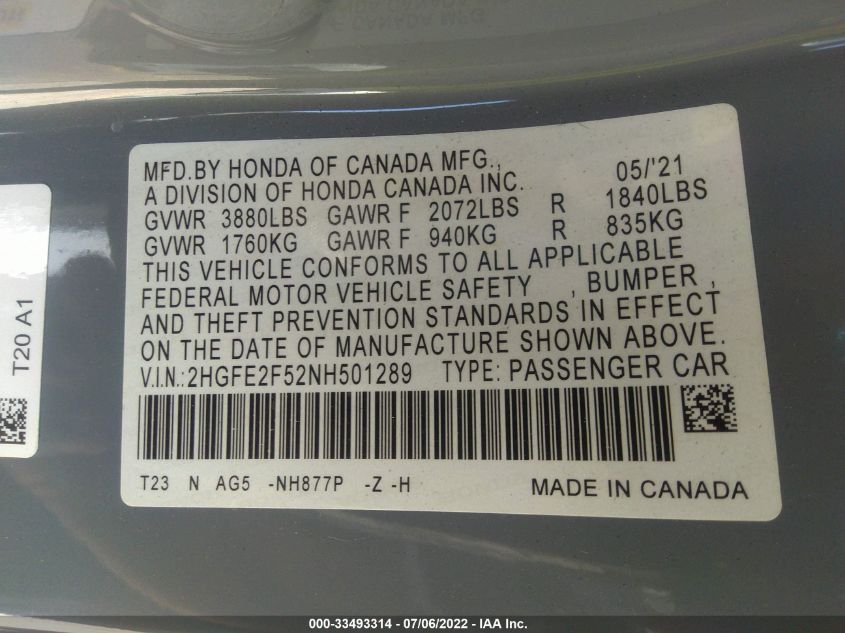 MFD.BY HONDA OF CANADA MFG., 05/'21
A DIVISION OF HONDA CANADA INC.
GVWR 3880LBS GAWR F 2072LBS R 1840LBS
GVWR 1760KG GAWR F 940KG R 835KG
THIS VEHICLE CONFORMS TO ALL APPLICABLE
FEDERAL MOTOR VEHICLE SAFETY , BUMPER ,
AND THEFT PREVENTION STANDARDS IN EFFECT
ON THE DATE OF MANUFACTURE SHOWN ABOVE.
V.I.N.:2HGFE2F52NH501289 TYPE: PASSENGER CAR
T23 N AG5 -NH877P -Z -H MADE IN CANADA
T20 A1
000-33493314 - 07/06/2022 - IAA Inc.